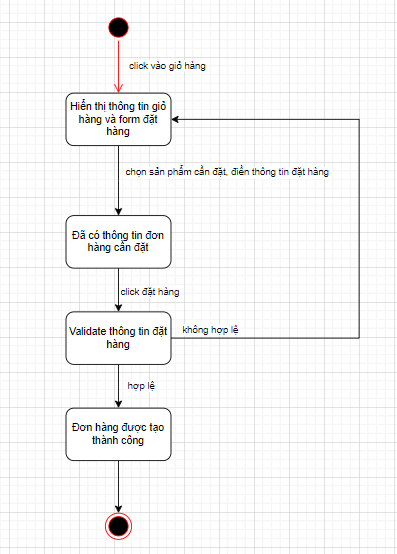 click vào giỏ hàng
Hiển thị thông tin giỏ
hàng và form đặt
hàng
chọn sản phẩm cần đặt, điền thông tin đặt hàng
Đã có thông tin đơn
hàng cần đặt
click đặt hàng
Validate thông tin đặt
hàng
không hợp lệ
hợp lệ
Đơn hàng được tạo
thành công